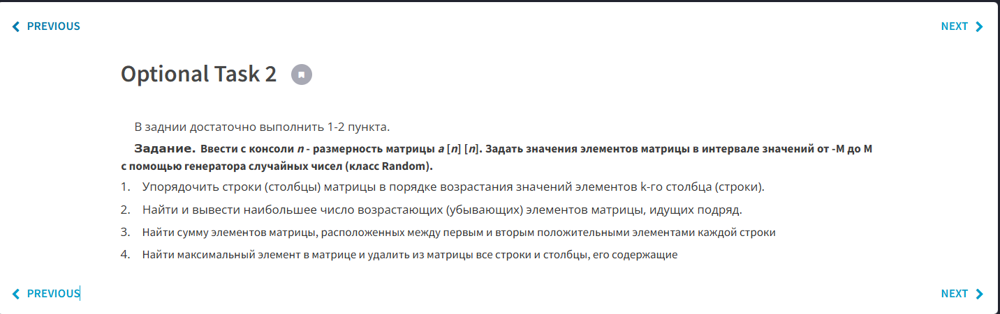 PREVIOUS
NEXT
Optional Task 2
В заднии достаточно выполнить 1-2 пункта.
Задание. Ввести с консоли n - размерность матрицы a [n] [n]. Задать значения элементов матрицы в интервале значений от -M до M
с помощью генератора случайных чисел (класс Random).
1. Упорядочить строки (столбцы) матрицы в порядке возрастания значений элементов k-го столбца (строки).
2. Найти и вывести наибольшее число возрастающих (убывающих) элементов матрицы, идущих подряд.
3. Найти сумму элементов матрицы, расположенных между первым и вторым положительными элементами каждой строки
4. Найти максимальный элемент в матрице и удалить из матрицы все строки и столбцы, его содержащие
PREVIOUS
NEXT